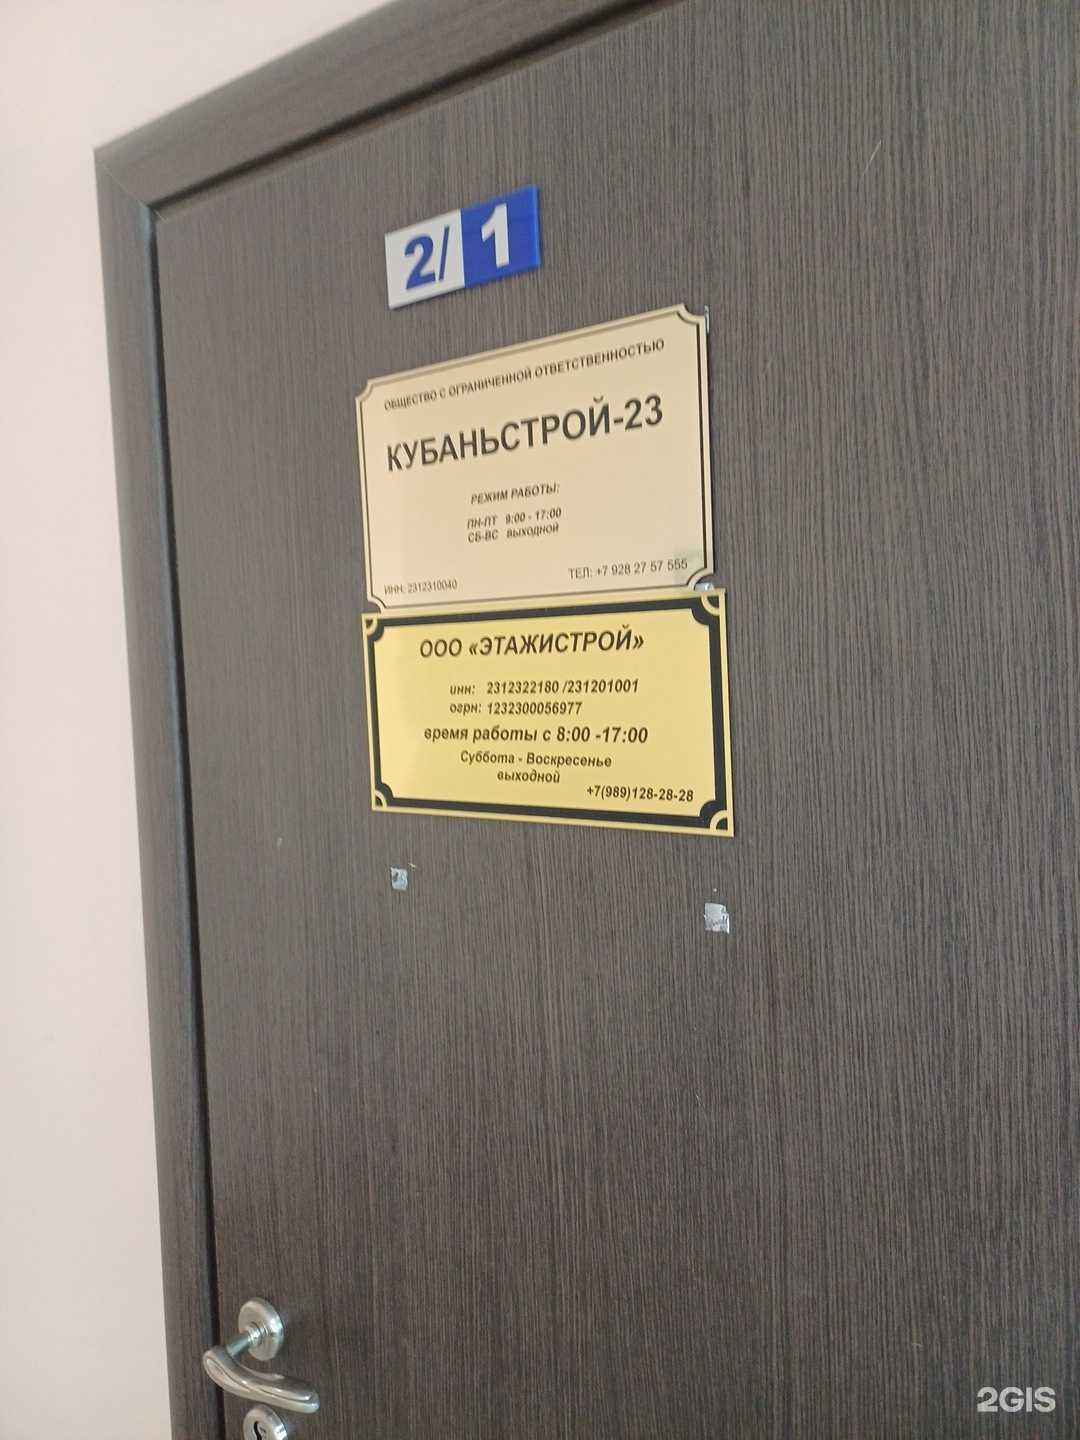 2/1
ОБЩЕСТВО С ОГРАНИЧЕННОЙ ОТВЕТСТВЕННОСТЬЮ
КУБАНЬСТРОЙ-23
РЕЖИМ РАБОТЫ:
ПН-ПТ 9:00 - 17:00
СБ-ВС ВЫХОДНОЙ
ИНН: 2312310040
ТЕЛ: +7 928 27 57 555
ООО «ЭТАЖИСТРОЙ»
инн: 2312322180 /231201001
огрн: 1232300056977
время работы с 8:00 -17:00
Суббота - Воскресенье
выходной
+7(989)128-28-28
2GIS